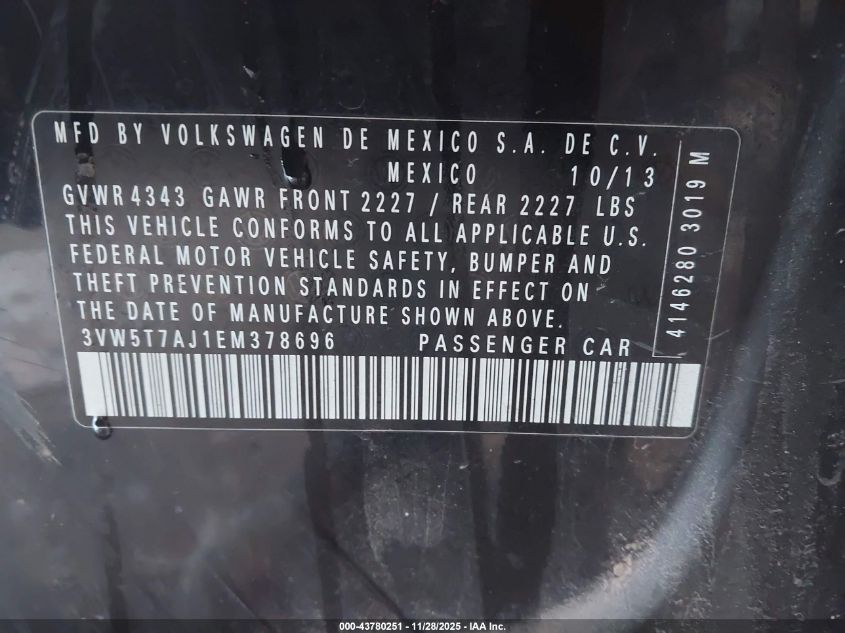 MFD BY VOLKSWAGEN DE MEXICO S.A. DE C.V.
MEXICO 10/13
GVWR 4343 GAWR FRONT 2227 / REAR 2227 LBS
THIS VEHICLE CONFORMS TO ALL APPLICABLE U.S.
FEDERAL MOTOR VEHICLE SAFETY, BUMPER AND
THEFT PREVENTION STANDARDS IN EFFECT ON
THE DATE OF MANUFACTURE SHOWN ABOVE.
3VW5T7AJ1EM378696 PASSENGER CAR
4146280 3019 M
000-43780251 - 11/28/2025 - IAA Inc.